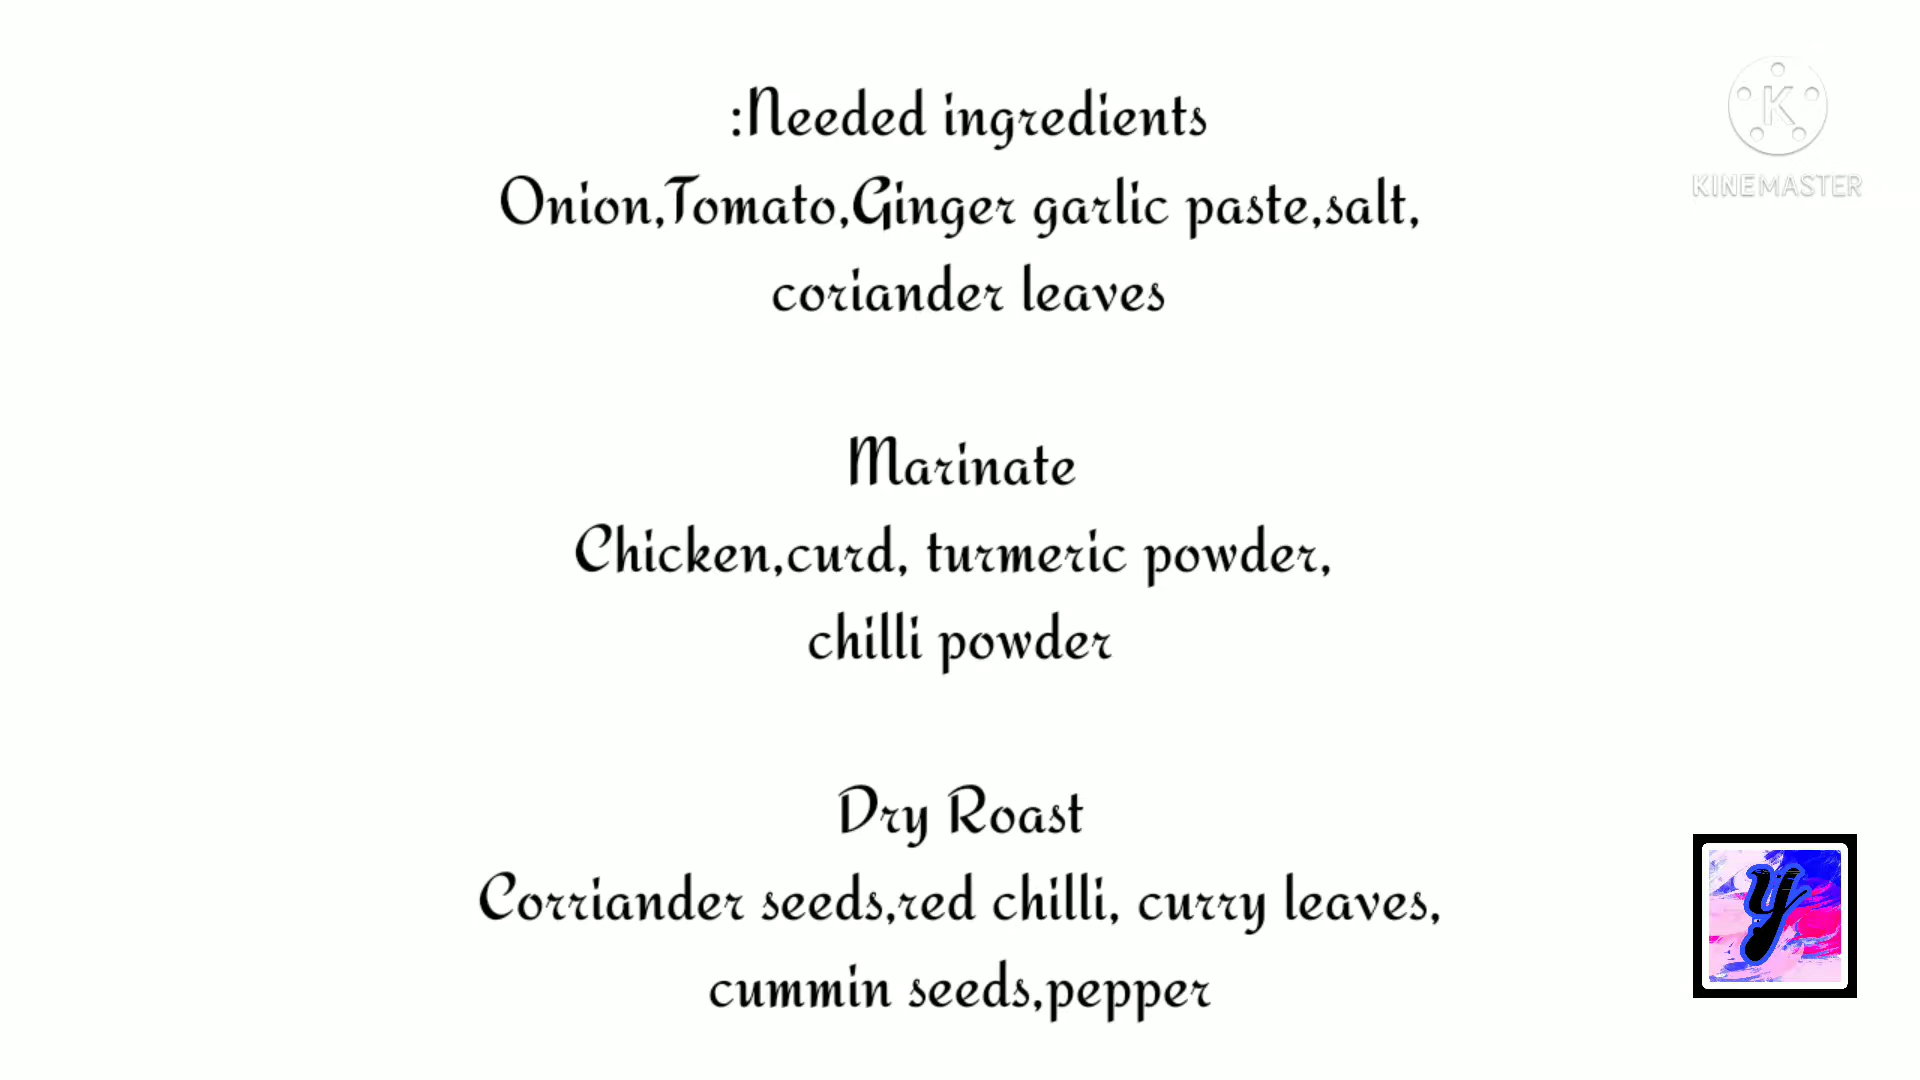 :Needed ingredients
Onion,Tomato,Ginger garlic paste,salt,
coriander leaves
Marinate
Chicken,curd, turmeric powder,
chilli powder
Dry Roast
Corriander seeds,red chilli, curry leaves,
cummin seeds,pepper
K
KINEMASTER
y